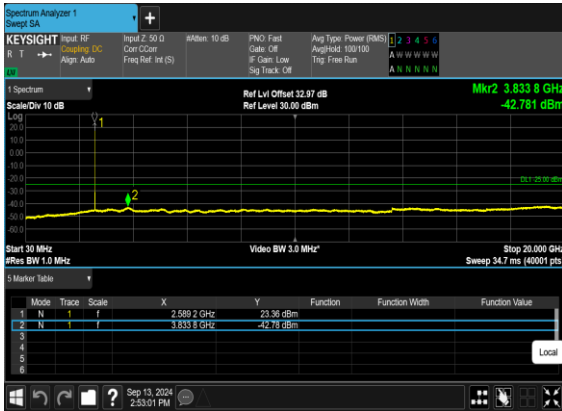 Spectrum Analyzer 1
Swept SA
+
KEYSIGHT Input: RF Input Z: 50 Ω #Atten: 10 dB PNO: Fast Avg Type: Power (RMS) 1 2 3 4 5 6
R T Coupling: DC Corr CCorr Gate: Off Avg|Hold: 100/100 A W W W W W
Align: Auto Freq Ref: Int (S) IF Gain: Low Trig: Free Run
LXI Sig Track: Off A N N N N N
1 Spectrum Ref Lvl Offset 32.97 dB Mkr2 3.833 8 GHz
Scale/Div 10 dB Ref Level 30.00 dBm -42.781 dBm
Log
20.0
10.0
0.00
-10.0
-20.0
-30.0
-40.0
-50.0
-60.0
1
2
DL1 -25.00 dBm
Start 30 MHz Video BW 3.0 MHz* Stop 20.000 GHz
#Res BW 1.0 MHz Sweep 34.7 ms (40001 pts)
5 Marker Table
Mode Trace Scale X Y Function Function Width Function Value
1 N 1 f 2.589 2 GHz 23.36 dBm
2 N 1 f 3.833 8 GHz -42.78 dBm
3
4
5
6
Local
? Sep 13, 2024
2:53:01 PM